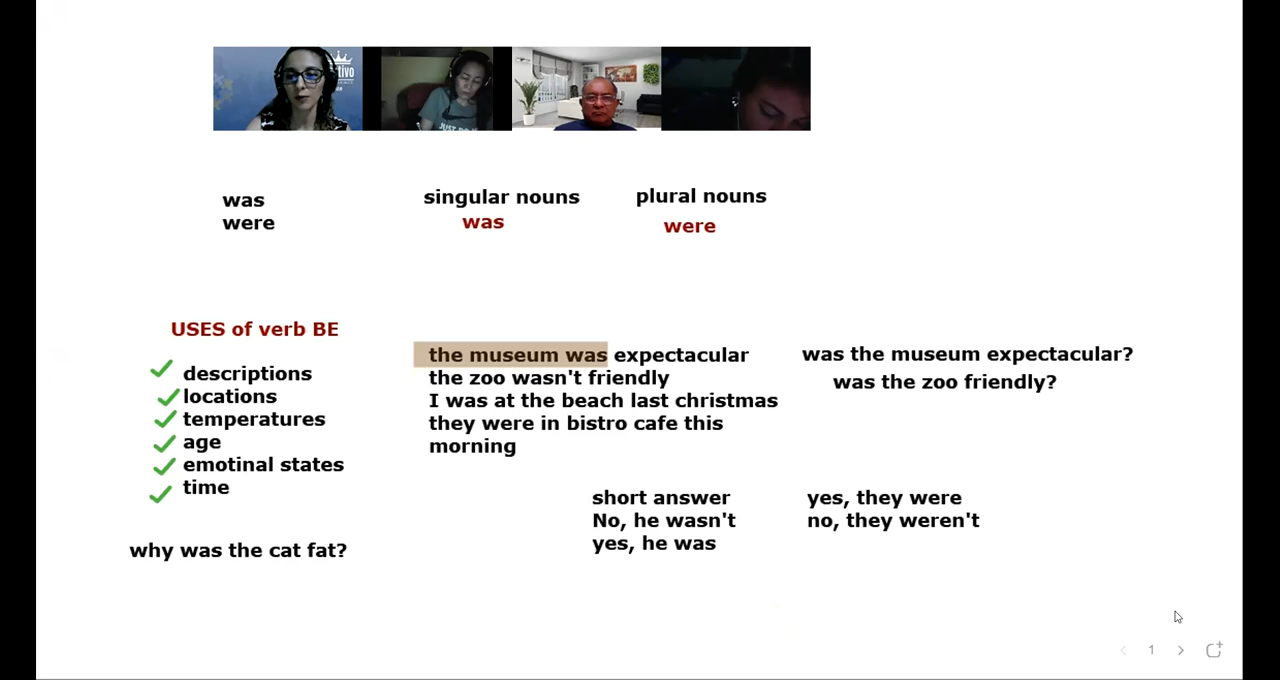 tivo
JUST DO
was
were
singular nouns
was
plural nouns
were
USES of verb BE
descriptions
locations
temperatures
age
emotinal states
time
why was the cat fat?
the museum was expectacular
the zoo wasn't friendly
I was at the beach last christmas
they were in bistro cafe this
morning
was the museum expectacular?
was the zoo friendly?
short answer
No, he wasn't
yes, he was
yes, they were
no, they weren't
1